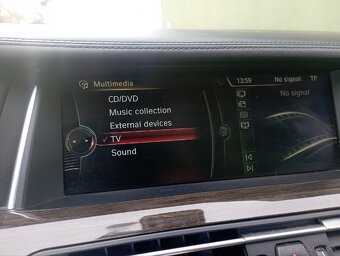 Multimedia
13:59
No signal
TP
CD/DVD
Music collection
External devices
TV
Sound
No signal